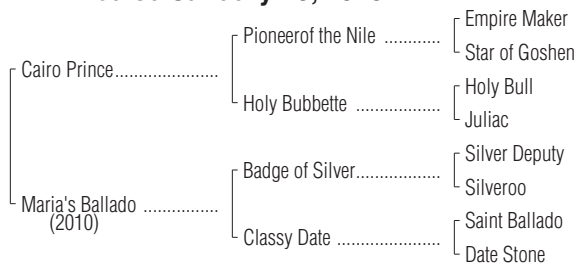 Empire Maker
Pioneerof the Nile ............
Star of Goshen
Cairo Prince......................
Holy Bull
Holy Bubbette ..................
Juliac
Silver Deputy
Badge of Silver..................
Silveroo
Maria's Ballado ................
(2010)
Saint Ballado
Classy Date ......................
Date Stone